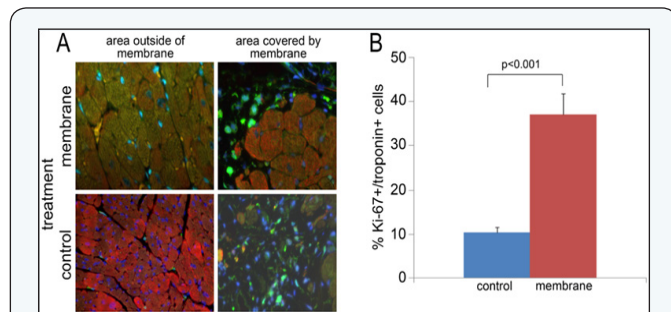 A
area outside of
membrane
area covered by
membrane
treatment
membrane
control
B
% Ki-67+/troponin+ cells
50
40
30
20
10
0
p<0.001
control
membrane